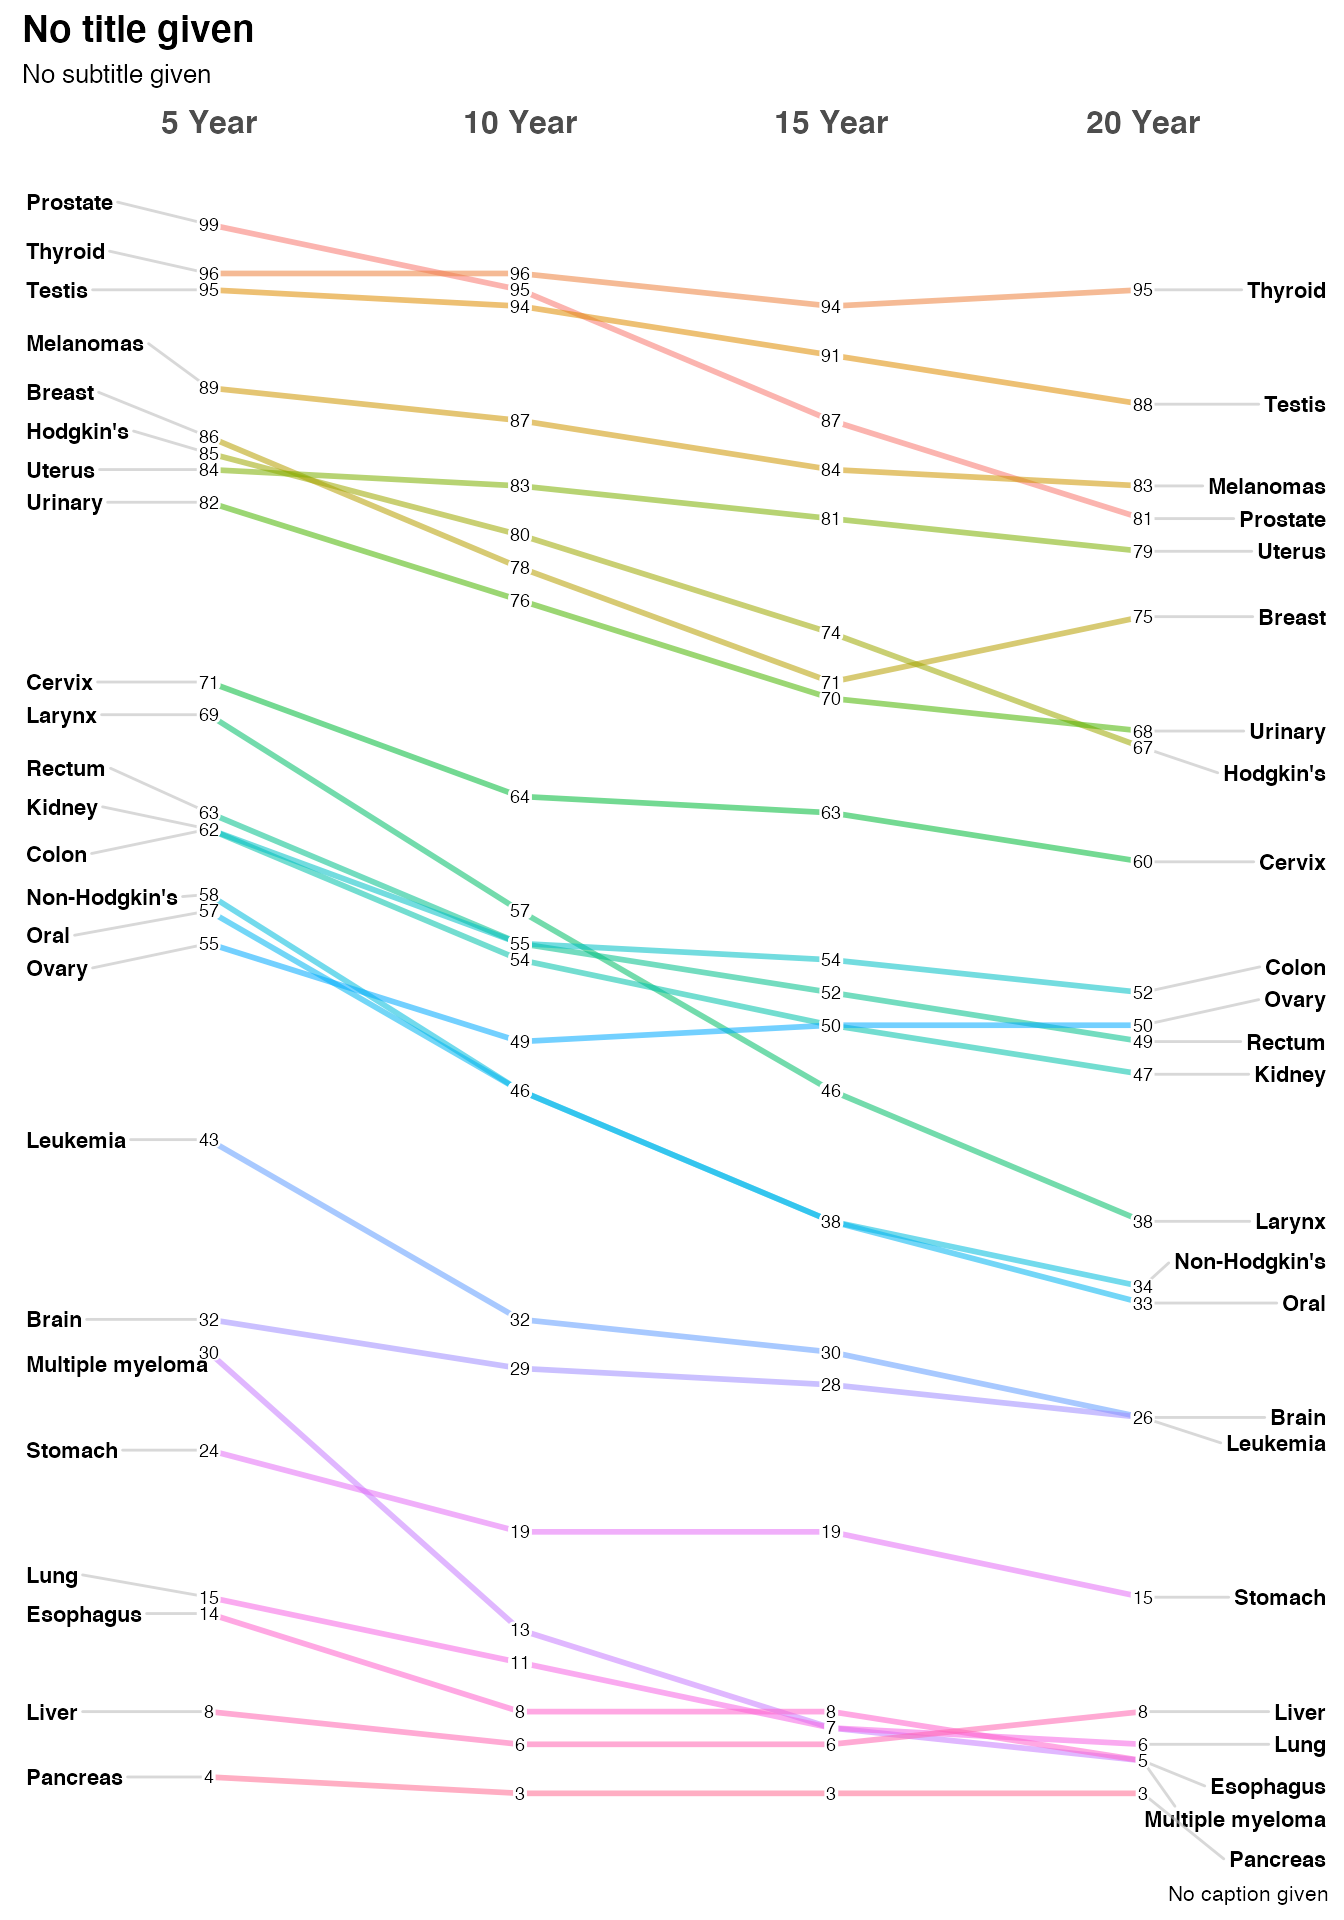 No title given
No subtitle given
5 Year 10 Year 15 Year 20 Year
Prostate 99
Thyroid 96 96
Testis 95 95 94 95 Thyroid
94
Melanomas 91
89 88 Testis
Breast 87 87
Hodgkin's 86
85
Uterus 84 84
83 83 Melanomas
Urinary 82 81 81 Prostate
80 79 Uterus
78
76 75 Breast
74
Cervix 71 71
70
Larynx 69 68 Urinary
67 Hodgkin's
Rectum 64
Kidney 63 63
62
Colon 60 Cervix
Non-Hodgkin's 58
Oral 57 57
Ovary 55 55
54 54 Colon
52 52 Ovary
49 50 50
49 Rectum
47 Kidney
46 46
Leukemia 43
38 38 Larynx
Non-Hodgkin's
34
33 Oral
Brain 32 32
Multiple myeloma 30 29 30
28
26 Brain
Leukemia
Stomach 24
19 19
Lung 15 15 Stomach
Esophagus 14 13
11
Liver 8 8 8 8 Liver
7
6 6 6 Lung
5
Pancreas 4 Esophagus
3 3 3
Multiple myeloma
Pancreas
No caption given